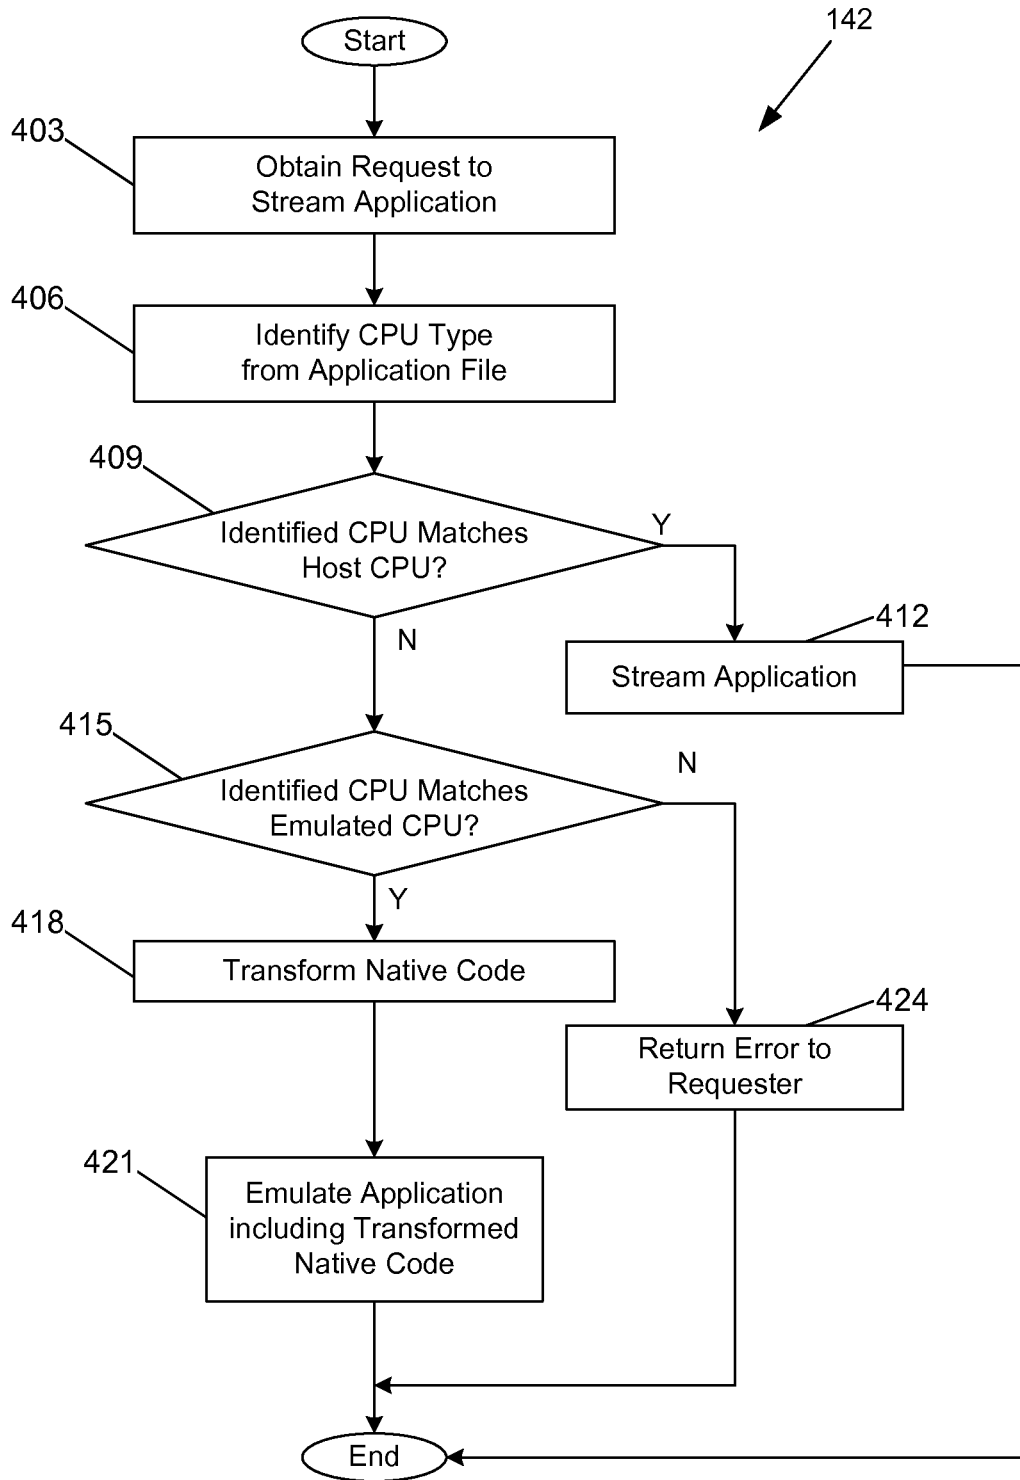 142
Start
403
Obtain Request to
Stream Application
406
Identify CPU Type
from Application File
409
Identified CPU Matches
Host CPU?
Y
N
412
Stream Application
415
Identified CPU Matches
Emulated CPU?
N
Y
418
Transform Native Code
424
Return Error to
Requester
421
Emulate Application
including Transformed
Native Code
End